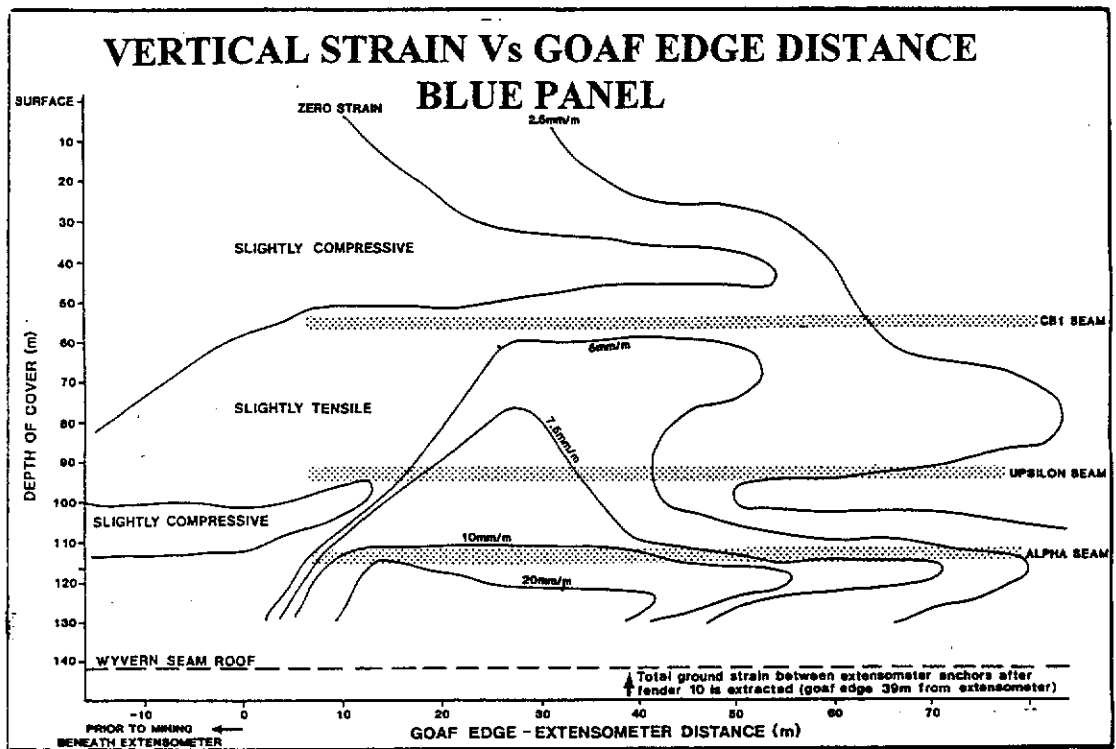 VERTICAL STRAIN Vs GOAF EDGE DISTANCE
BLUE PANEL
SURFACE
10
20
30
40
50
60
70
80
90
100
110
120
130
140
DEPTH OF COVER (m)
ZERO STRAIN
2.5mm/m
SLIGHTLY COMPRESSIVE
CB1 SEAM
5mm/m
SLIGHTLY TENSILE
7.5mm/m
UPSILON SEAM
SLIGHTLY COMPRESSIVE
10mm/m
ALPHA SEAM
20mm/m
WYVERN SEAM ROOF
Total ground strain between extensometer anchors after
fender 10 is extracted (goaf edge 39m from extensometer)
-10
0
10
20
30
40
50
60
70
PRIOR TO MINING
BENEATH EXTENSOMETER
GOAF EDGE - EXTENSOMETER DISTANCE (m)